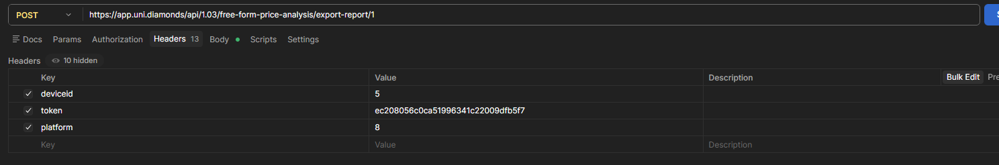 POST https://app.uni.diamonds/api/1.03/free-form-price-analysis/export-report/1
Docs Params Authorization Headers 13 Body Scripts Settings
Headers 10 hidden
Key Value Description Bulk Edit
deviceid 5
token ec208056c0ca51996341c22009dfb5f7
platform 8
Key Value Description